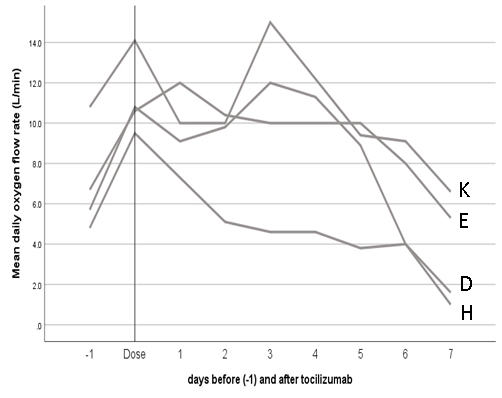 Mean daily oxygen flow rate (L/min)
14.0
12.0
10.0
8.0
6.0
4.0
2.0
.0
K
E
D
H
-1 Dose 1 2 3 4 5 6 7
days before (-1) and after tocilizumab